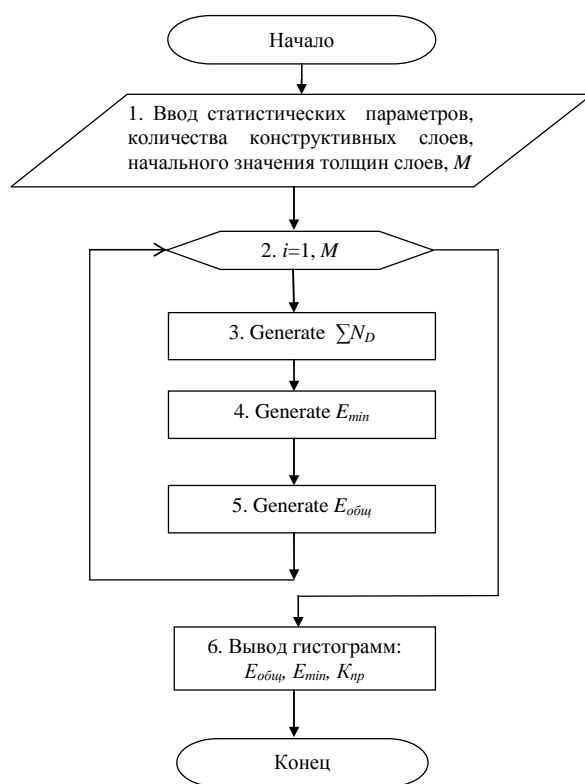 Начало
1. Ввод статистических параметров,
количества конструктивных слоев,
начального значения толщин слоев, M
2. i=1, M
3. Generate ∑N_D
4. Generate E_min
5. Generate E_общ
6. Вывод гистограмм:
E_общ, E_min, K_пр
Конец